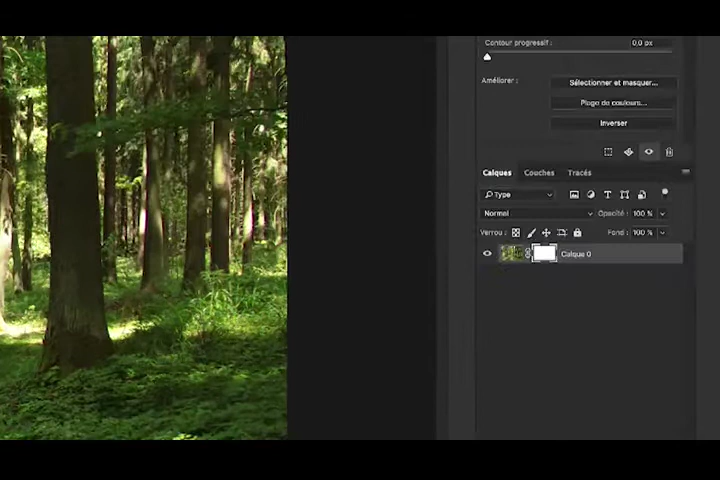 Contour progressif : 0,0 px
Améliorer : Sélectionner et masquer...
Plage de couleurs...
Inverser
Calques Couches Tracés
Type
Normal Opacité : 100 %
Verrou : Fond : 100 %
Calque 0